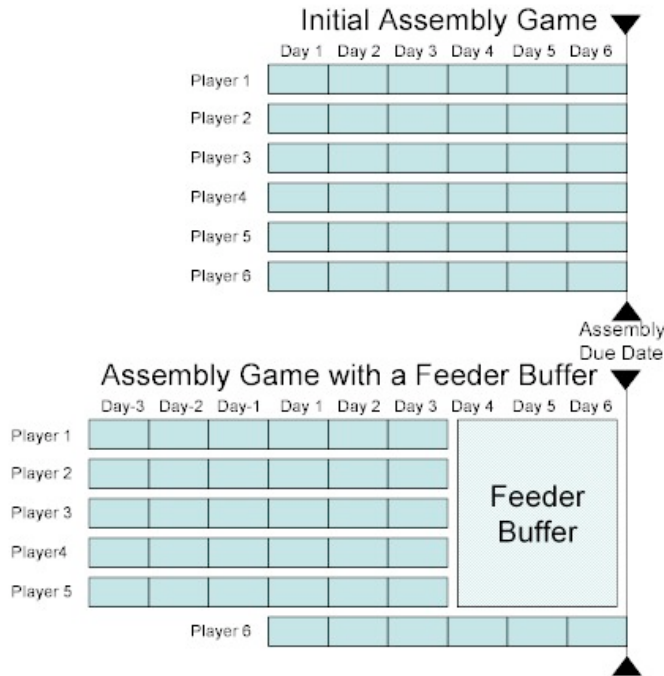 Initial Assembly Game
Day 1 Day 2 Day 3 Day 4 Day 5 Day 6
Player 1
Player 2
Player 3
Player4
Player 5
Player 6
Assembly
Due Date
Assembly Game with a Feeder Buffer
Day-3 Day-2 Day-1 Day 1 Day 2 Day 3 Day 4 Day 5 Day 6
Player 1
Player 2
Player 3
Player4
Player 5
Feeder
Buffer
Player 6